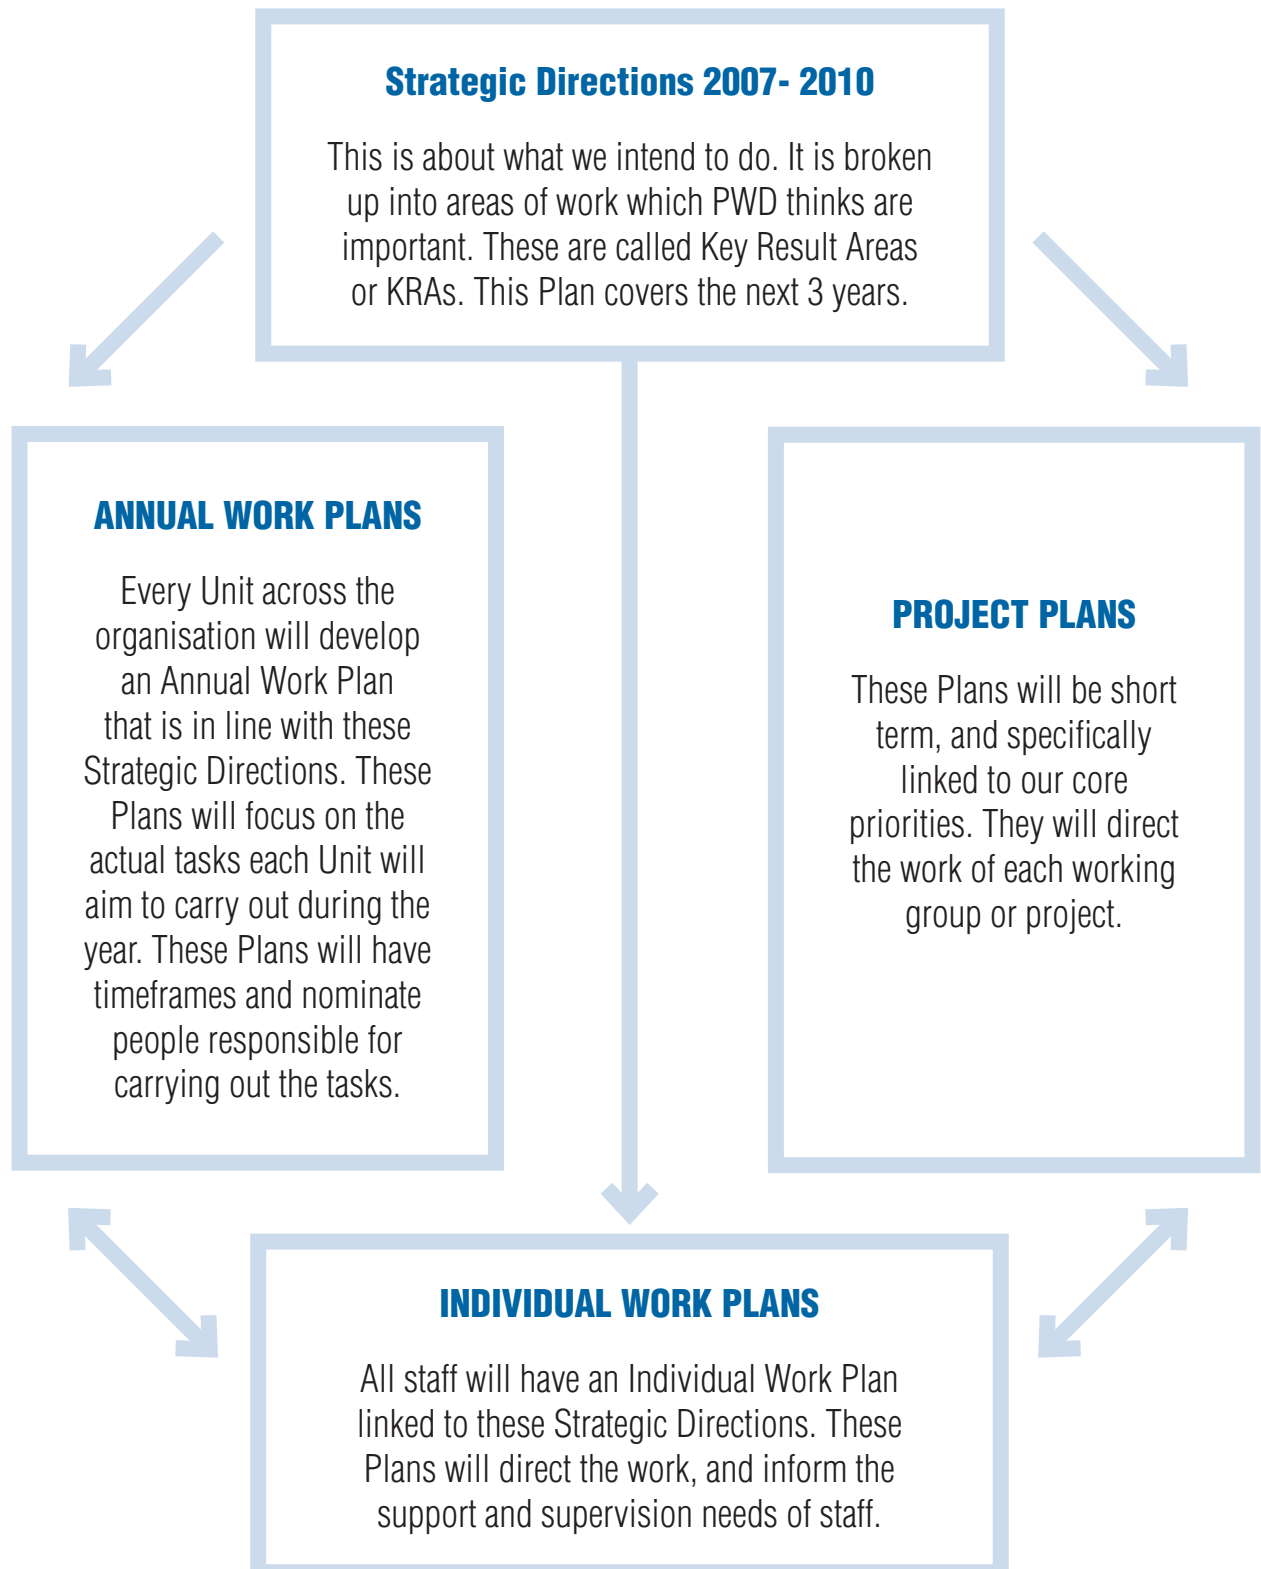 Strategic Directions 2007- 2010
This is about what we intend to do. It is broken
up into areas of work which PWD thinks are
important. These are called Key Result Areas
or KRAs. This Plan covers the next 3 years.
ANNUAL WORK PLANS
Every Unit across the
organisation will develop
an Annual Work Plan
that is in line with these
Strategic Directions. These
Plans will focus on the
actual tasks each Unit will
aim to carry out during the
year. These Plans will have
timeframes and nominate
people responsible for
carrying out the tasks.
PROJECT PLANS
These Plans will be short
term, and specifically
linked to our core
priorities. They will direct
the work of each working
group or project.
INDIVIDUAL WORK PLANS
All staff will have an Individual Work Plan
linked to these Strategic Directions. These
Plans will direct the work, and inform the
support and supervision needs of staff.